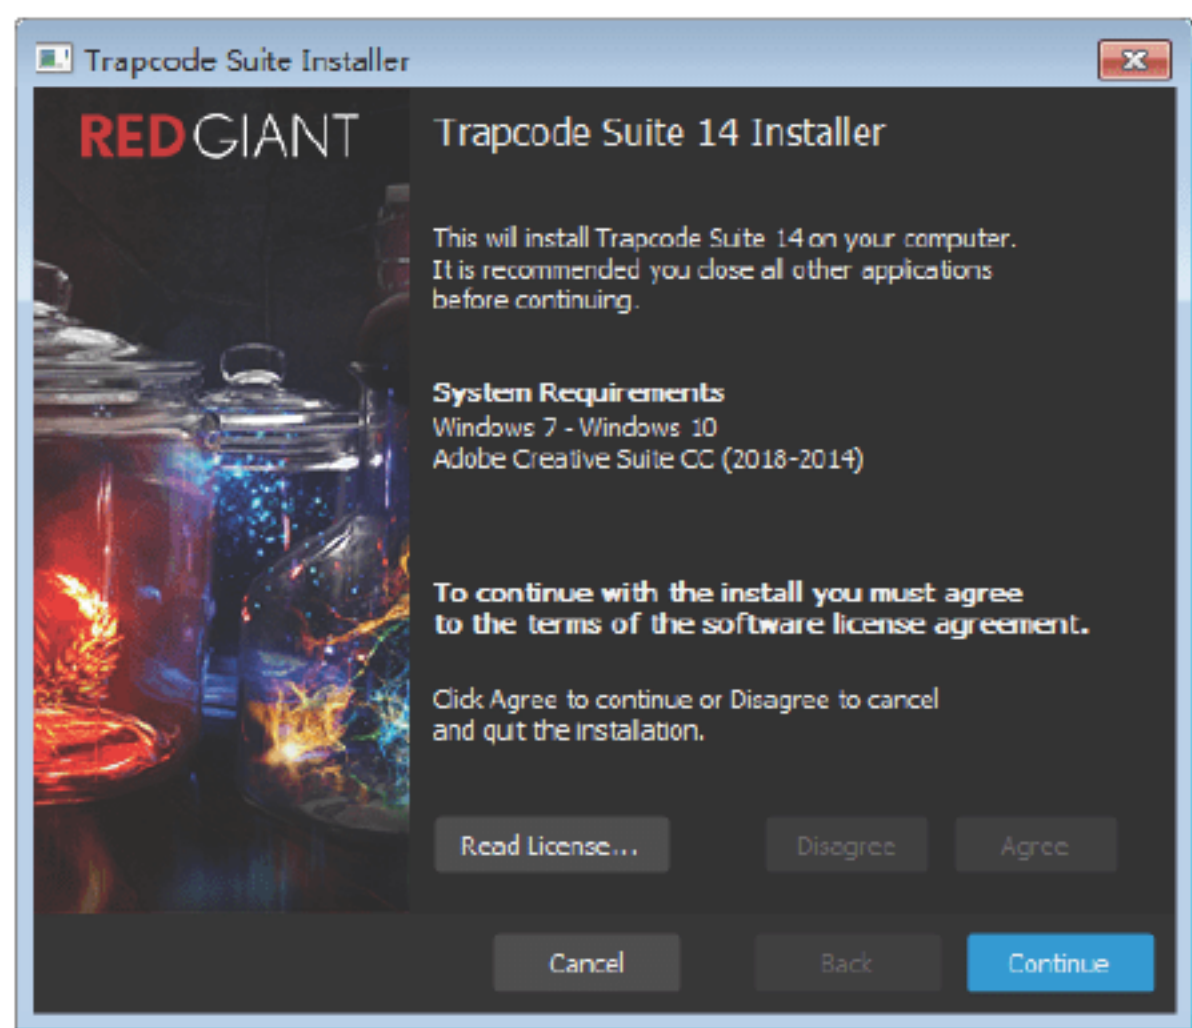 Trapcode Suite Installer
REDGIANT
Trapcode Suite 14 Installer
This will install Trapcode Suite 14 on your computer.
It is recommended you close all other applications
before continuing.
System Requirements
Windows 7 - Windows 10
Adobe Creative Suite CC (2018-2014)
To continue with the install you must agree
to the terms of the software license agreement.
Click Agree to continue or Disagree to cancel
and quit the installation.
Read License... Disagree Agree
Cancel Back Continue